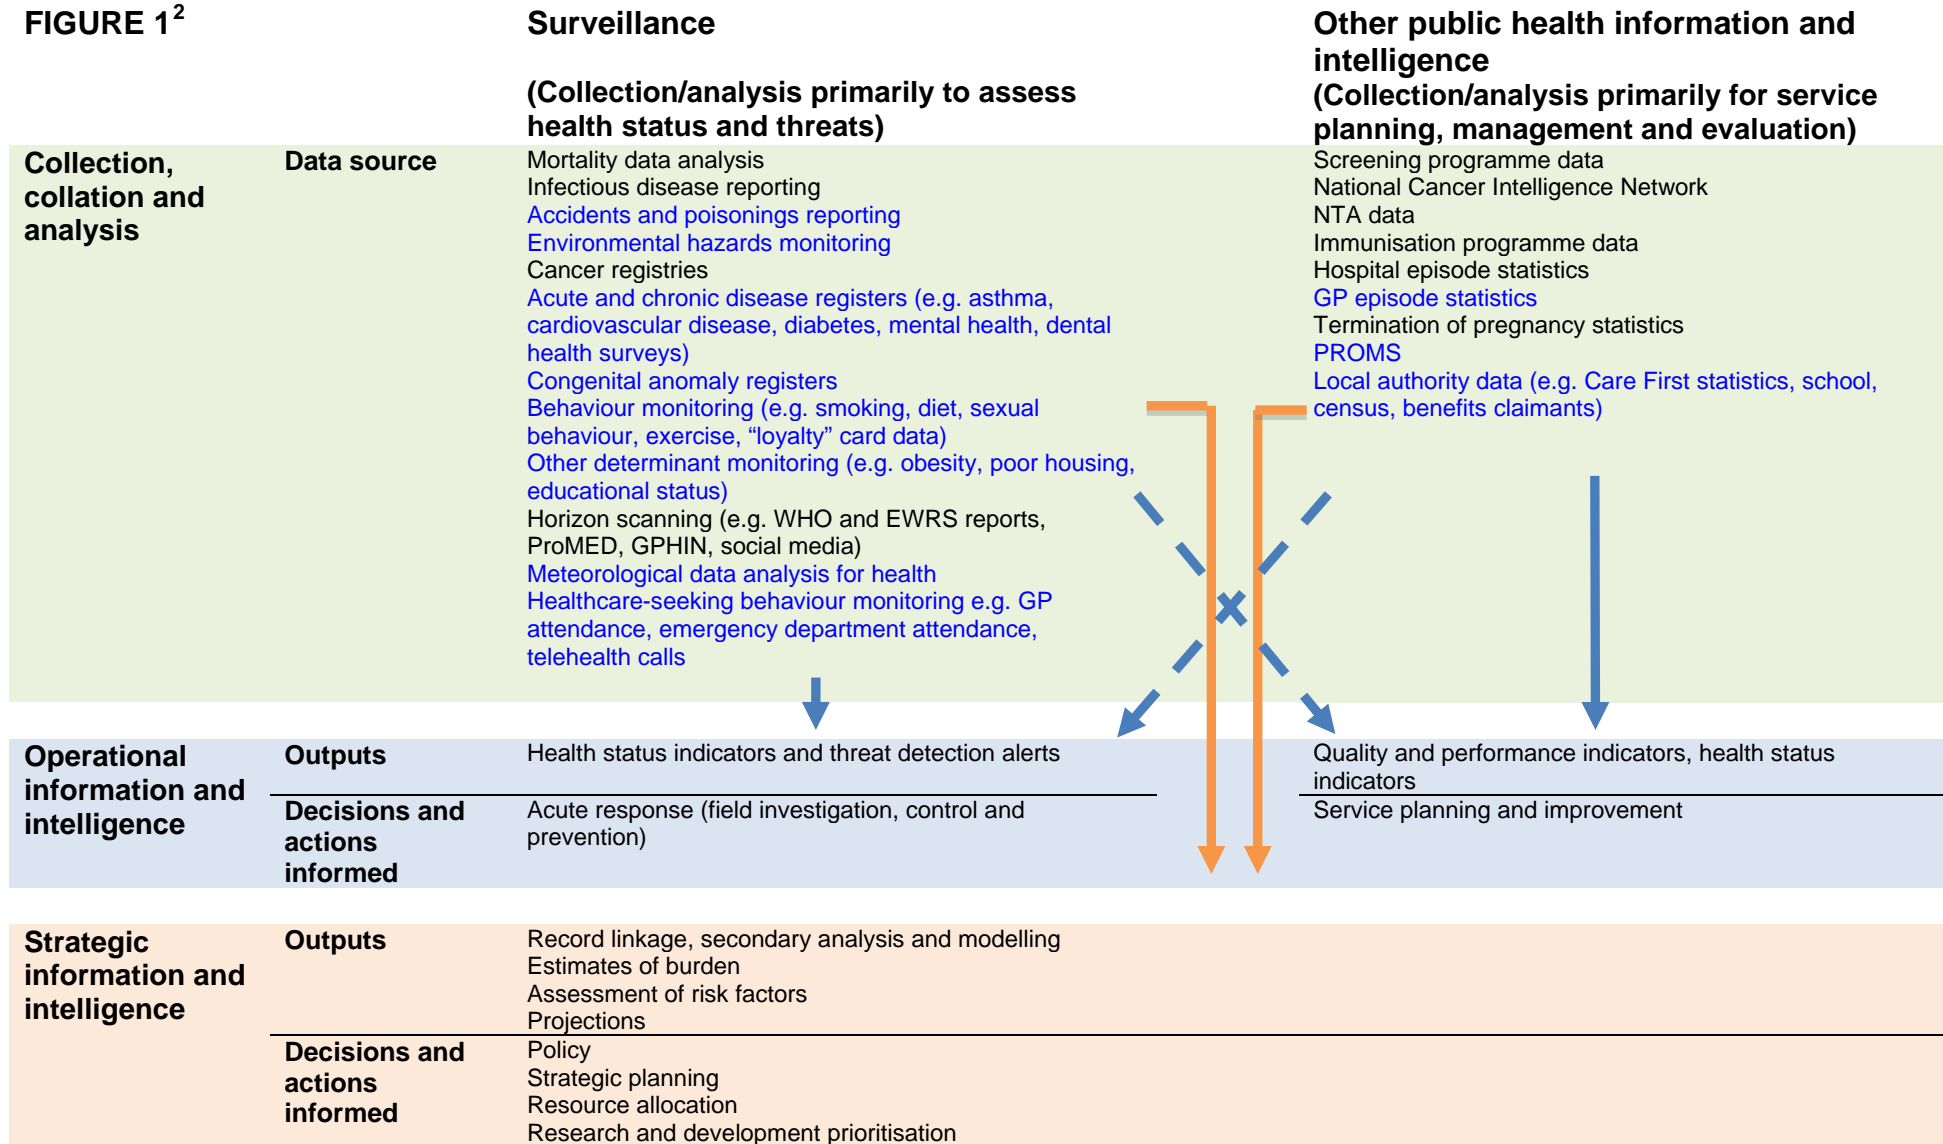 FIGURE 1²
Surveillance
(Collection/analysis primarily to assess
health status and threats)
Other public health information and
intelligence
(Collection/analysis primarily for service
planning, management and evaluation)
Collection,
collation and
analysis
Data source
Mortality data analysis
Infectious disease reporting
Accidents and poisonings reporting
Environmental hazards monitoring
Cancer registries
Acute and chronic disease registers (e.g. asthma,
cardiovascular disease, diabetes, mental health, dental
health surveys)
Congenital anomaly registers
Behaviour monitoring (e.g. smoking, diet, sexual
behaviour, exercise, “loyalty” card data)
Other determinant monitoring (e.g. obesity, poor housing,
educational status)
Horizon scanning (e.g. WHO and EWRS reports,
ProMED, GPHIN, social media)
Meteorological data analysis for health
Healthcare-seeking behaviour monitoring e.g. GP
attendance, emergency department attendance,
telehealth calls
Screening programme data
National Cancer Intelligence Network
NTA data
Immunisation programme data
Hospital episode statistics
GP episode statistics
Termination of pregnancy statistics
PROMS
Local authority data (e.g. Care First statistics, school,
census, benefits claimants)
Operational
information and
intelligence
Outputs
Health status indicators and threat detection alerts
Quality and performance indicators, health status
indicators
Decisions and
actions
informed
Acute response (field investigation, control and
prevention)
Service planning and improvement
Strategic
information and
intelligence
Outputs
Record linkage, secondary analysis and modelling
Estimates of burden
Assessment of risk factors
Projections
Decisions and
actions
informed
Policy
Strategic planning
Resource allocation
Research and development prioritisation